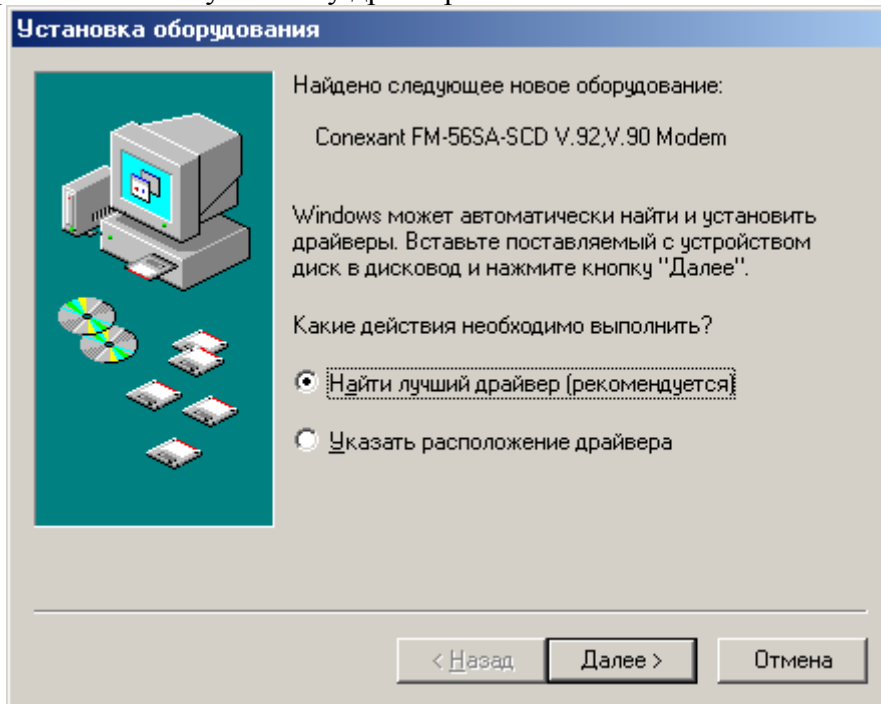 Установка оборудования
Найдено следующее новое оборудование:
Conexant FM-56SA-SCD V.92,V.90 Modem
Windows может автоматически найти и установить
драйверы. Вставьте поставляемый с устройством
диск в дисковод и нажмите кнопку "Далее".
Какие действия необходимо выполнить?
Найти лучший драйвер (рекомендуется)
Указать расположение драйвера
< Назад
Далее >
Отмена